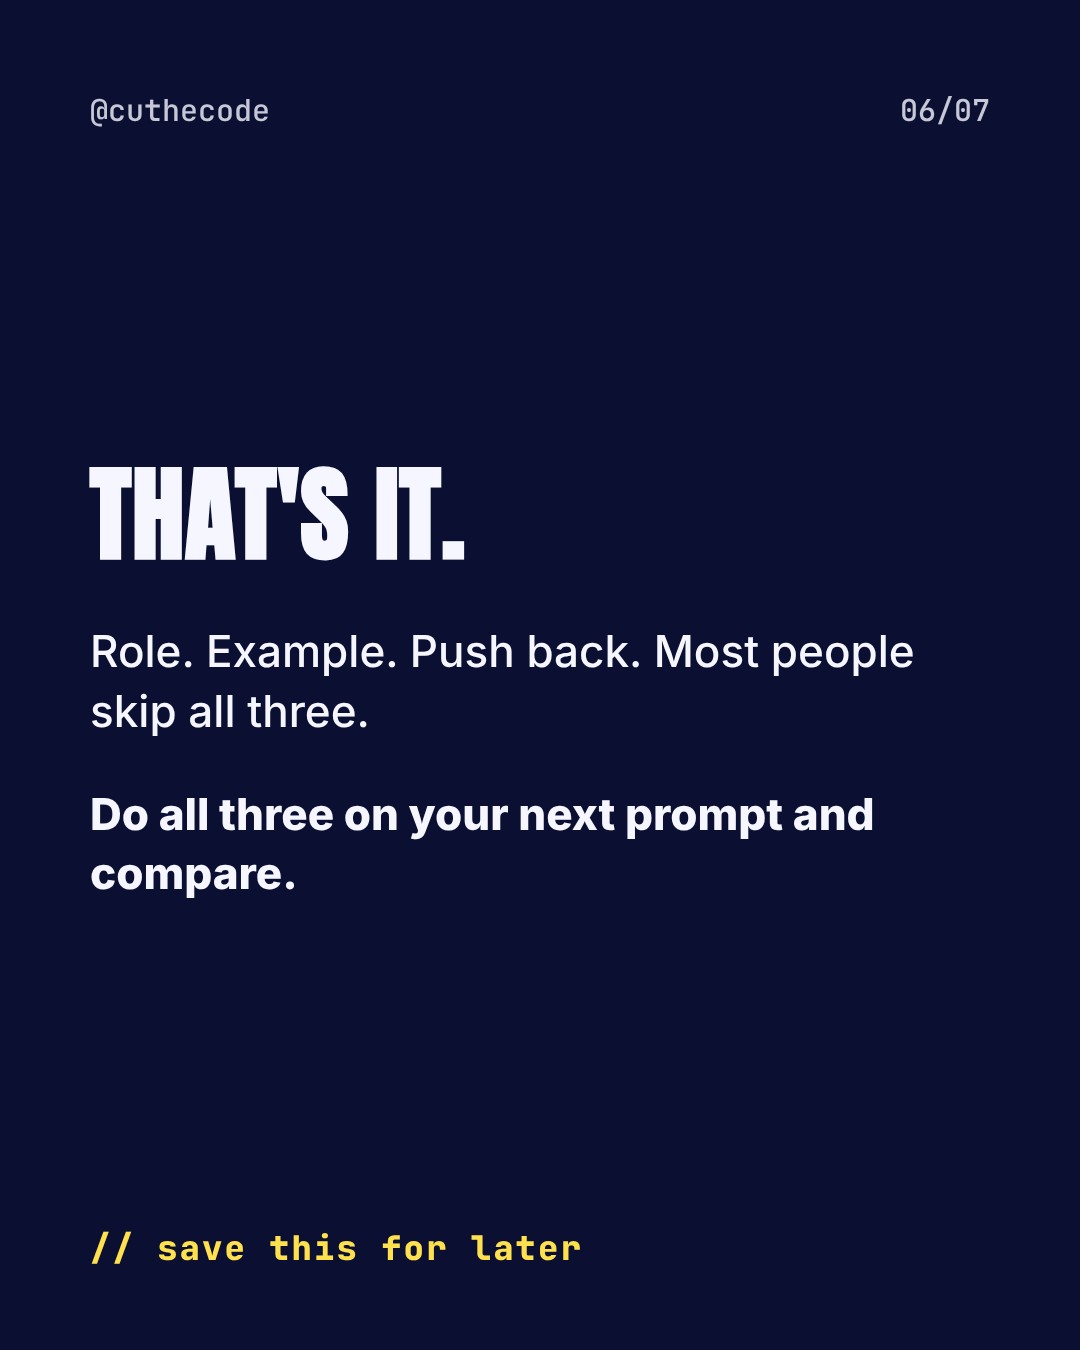 @cuthecode
06/07
THAT'S IT.
Role. Example. Push back. Most people
skip all three.
Do all three on your next prompt and
compare.
// save this for later